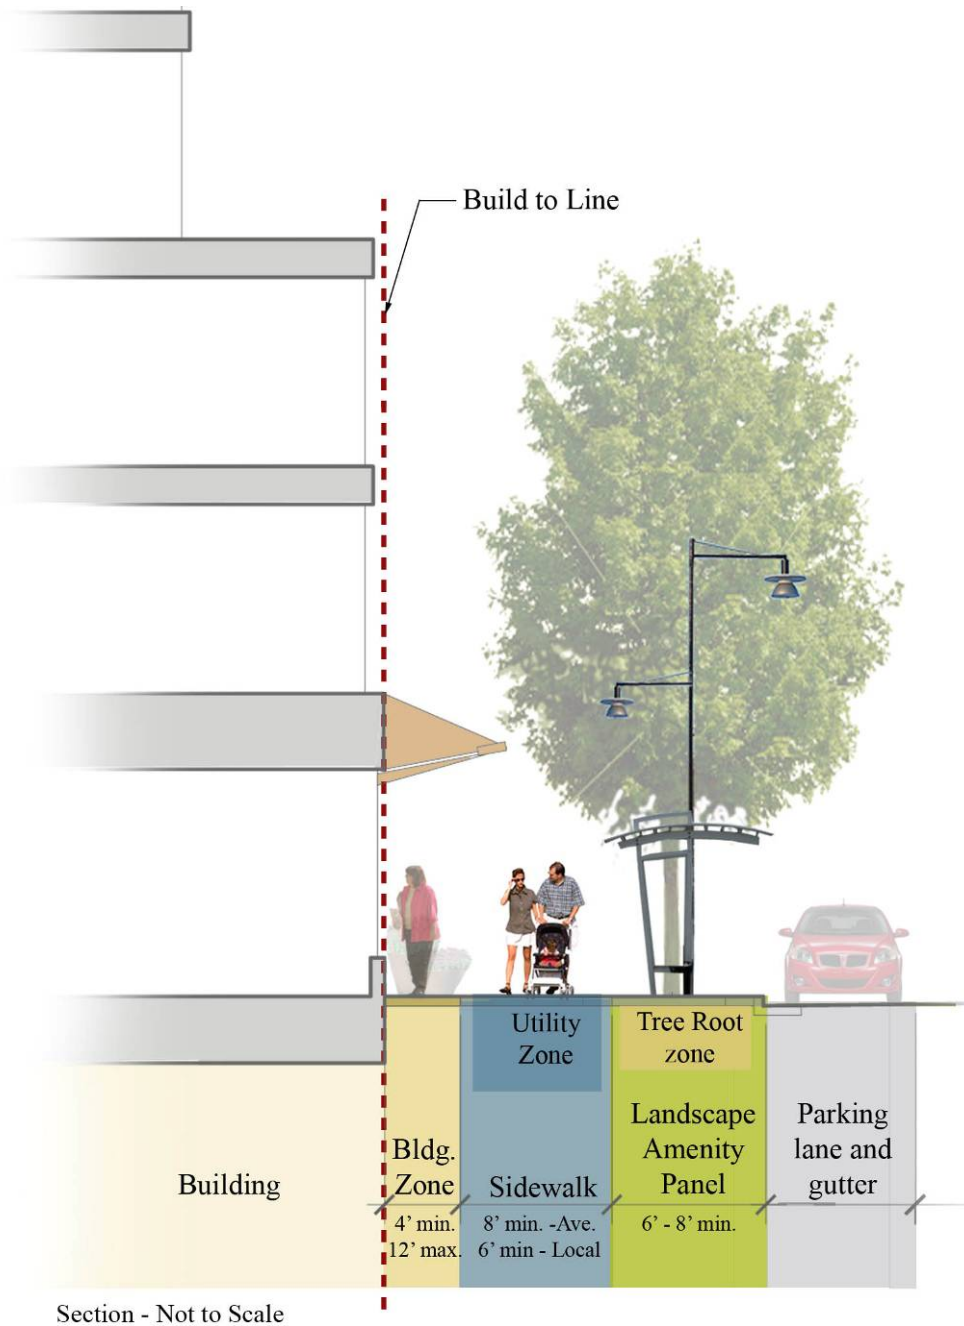 Build to Line
Utility
Zone
Tree Root
zone
Building
Bldg.
Zone
4’ min.
12’ max.
Sidewalk
8’ min. -Ave.
6’ min - Local
Landscape
Amenity
Panel
6’ - 8’ min.
Parking
lane and
gutter
Section - Not to Scale